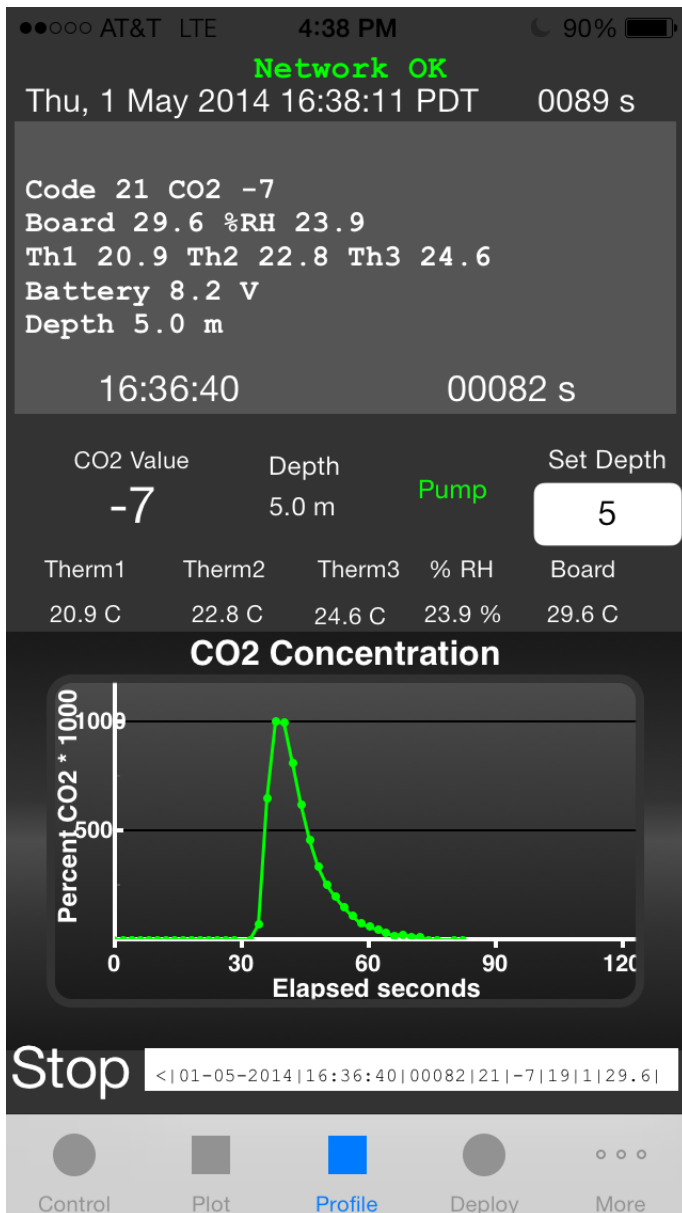 AT&T LTE 4:38 PM 90%
Network OK
Thu, 1 May 2014 16:38:11 PDT 0089 s
Code 21 CO2 -7
Board 29.6 %RH 23.9
Th1 20.9 Th2 22.8 Th3 24.6
Battery 8.2 V
Depth 5.0 m
16:36:40 00082 s
CO2 Value Depth Pump Set Depth
-7 5.0 m 5
Therm1 Therm2 Therm3 % RH Board
20.9 C 22.8 C 24.6 C 23.9 % 29.6 C
CO2 Concentration
Percent CO2 * 1000
1000
500
0 30 60 90 120
Elapsed seconds
Stop <|01-05-2014|16:36:40|00082|21|-7|19|1|29.6|
Control Plot Profile Deploy More